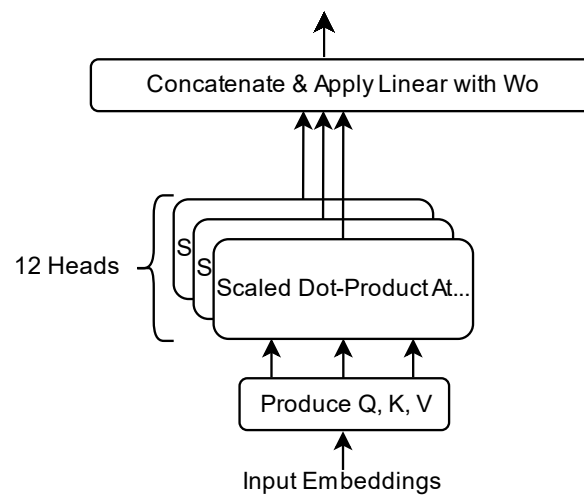 Concatenate & Apply Linear with Wo
S
S
12 Heads
Scaled Dot-Product At...
Produce Q, K, V
Input Embeddings